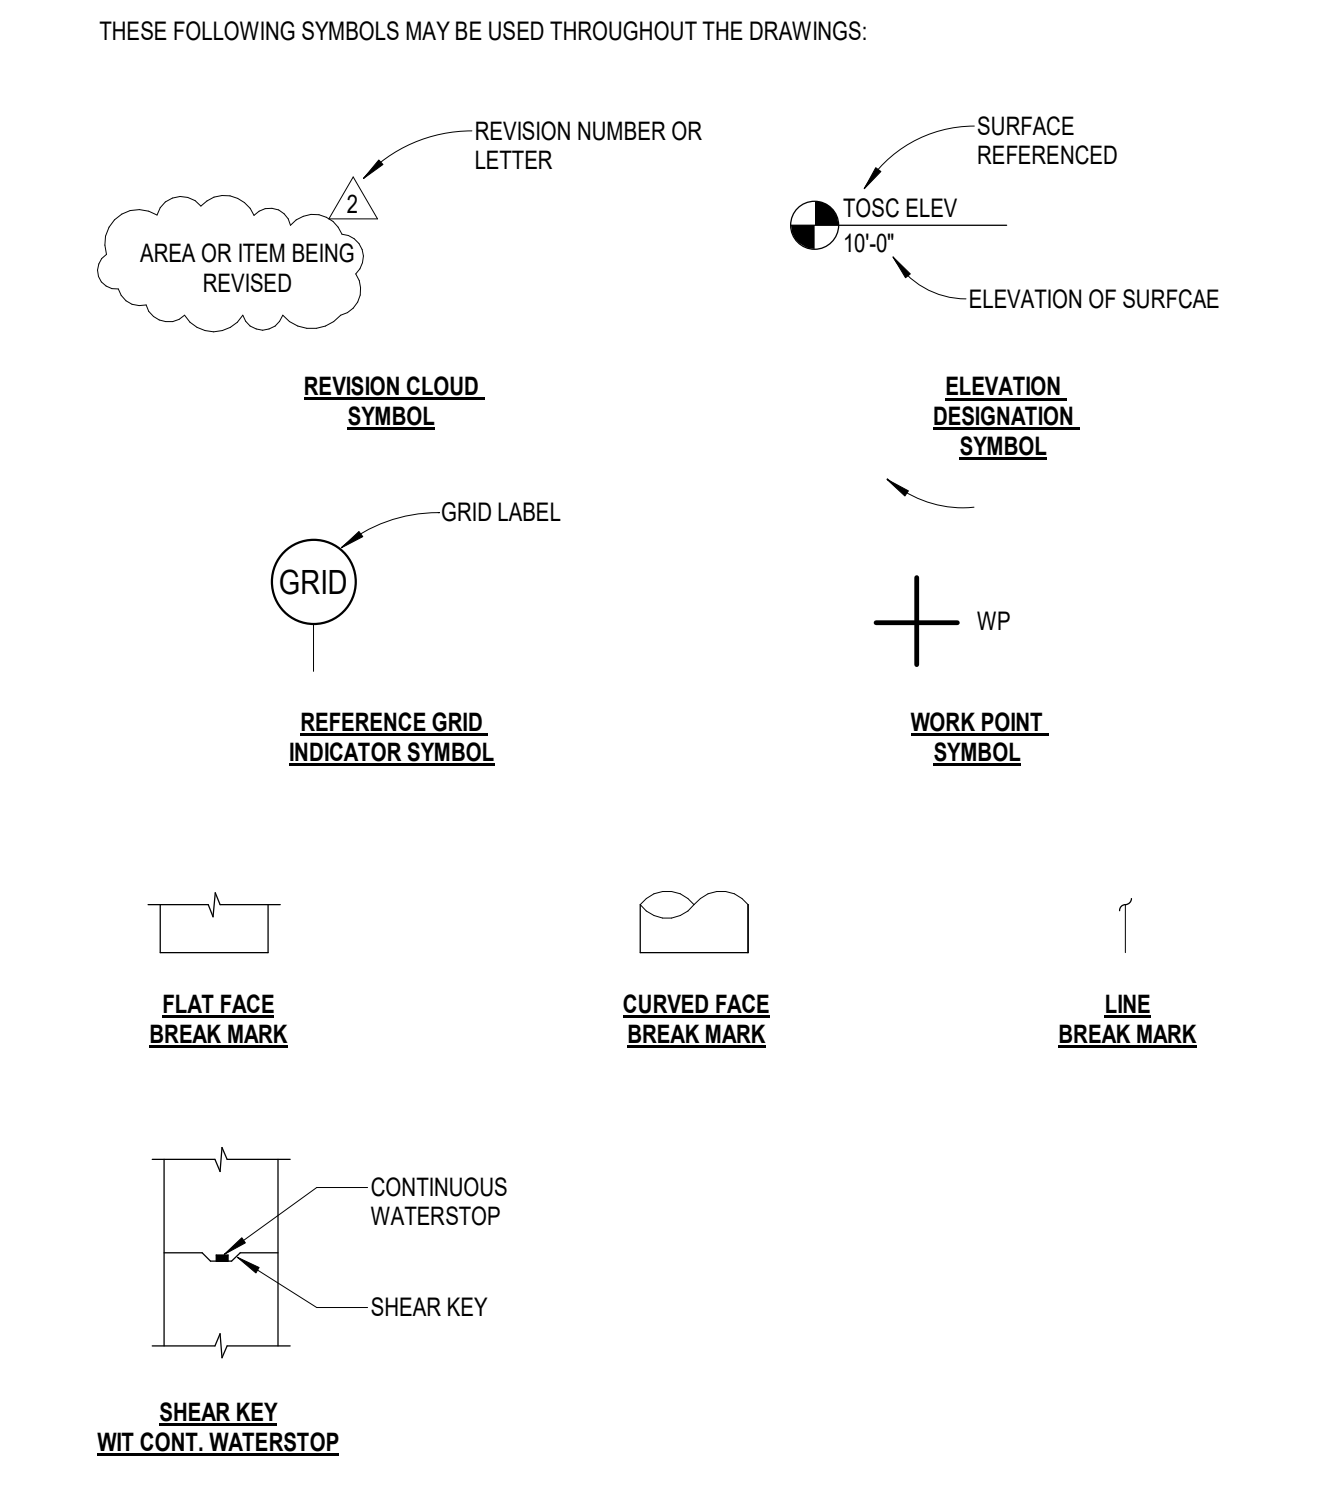 THESE FOLLOWING SYMBOLS MAY BE USED THROUGHOUT THE DRAWINGS:
REVISION NUMBER OR
LETTER
2
AREA OR ITEM BEING
REVISED
REVISION CLOUD
SYMBOL
SURFACE
REFERENCED
TOSC ELEV
10'-0"
ELEVATION OF SURFCAE
ELEVATION
DESIGNATION
SYMBOL
GRID LABEL
GRID
REFERENCE GRID
INDICATOR SYMBOL
WP
WORK POINT
SYMBOL
FLAT FACE
BREAK MARK
CURVED FACE
BREAK MARK
LINE
BREAK MARK
CONTINUOUS
WATERSTOP
SHEAR KEY
SHEAR KEY
WIT CONT. WATERSTOP